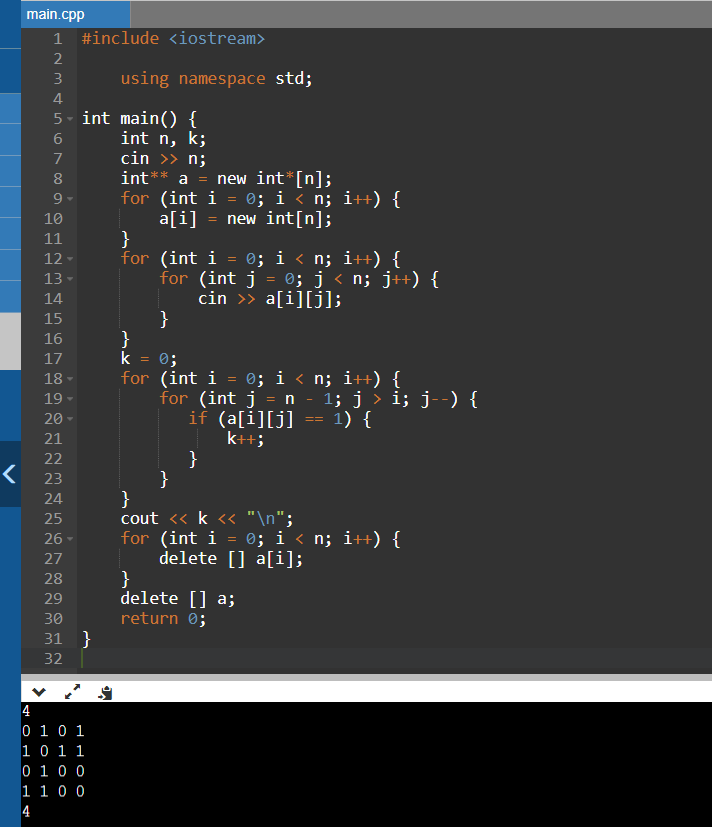 main.cpp
1 #include <iostream>
2
3 using namespace std;
4
5 int main() {
6 int n, k;
7 cin >> n;
8 int** a = new int*[n];
9 for (int i = 0; i < n; i++) {
10 a[i] = new int[n];
11 }
12 for (int i = 0; i < n; i++) {
13 for (int j = 0; j < n; j++) {
14 cin >> a[i][j];
15 }
16 }
17 k = 0;
18 for (int i = 0; i < n; i++) {
19 for (int j = n - 1; j > i; j--) {
20 if (a[i][j] == 1) {
21 k++;
22 }
23 }
24 }
25 cout << k << "\n";
26 for (int i = 0; i < n; i++) {
27 delete [] a[i];
28 }
29 delete [] a;
30 return 0;
31 }
32
4
0 1 0 1
1 0 1 1
0 1 0 0
1 1 0 0
4